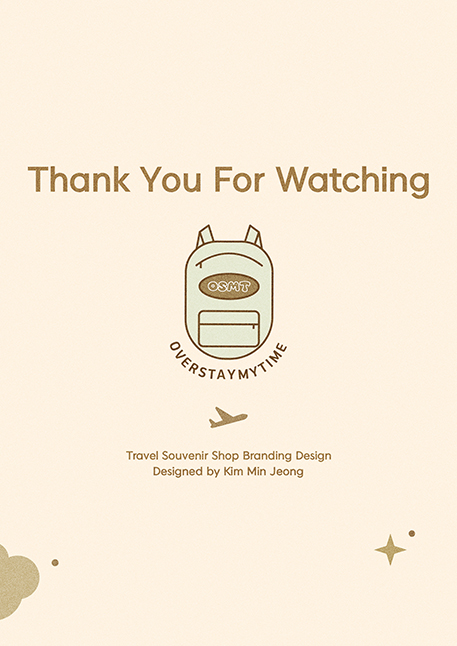 Thank You For Watching
OSMT
OVERSTAYMYTIME
Travel Souvenir Shop Branding Design
Designed by Kim Min Jeong